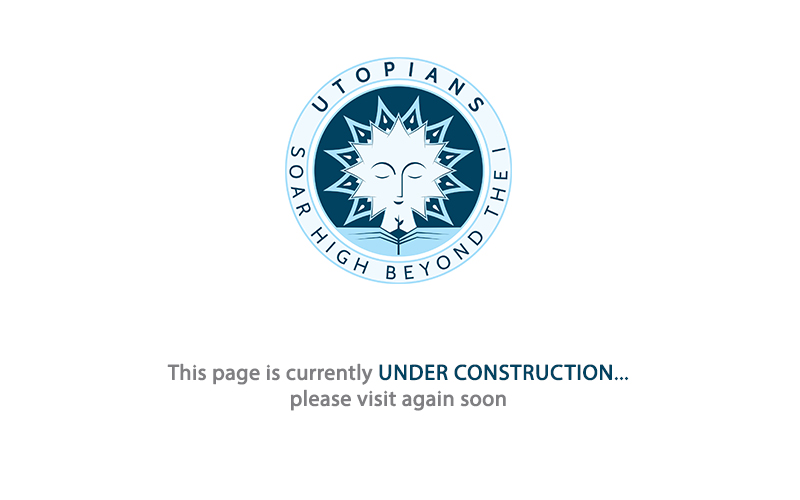 UTOPIANS
SOAR HIGH BEYOND THE I
This page is currently UNDER CONSTRUCTION...
please visit again soon